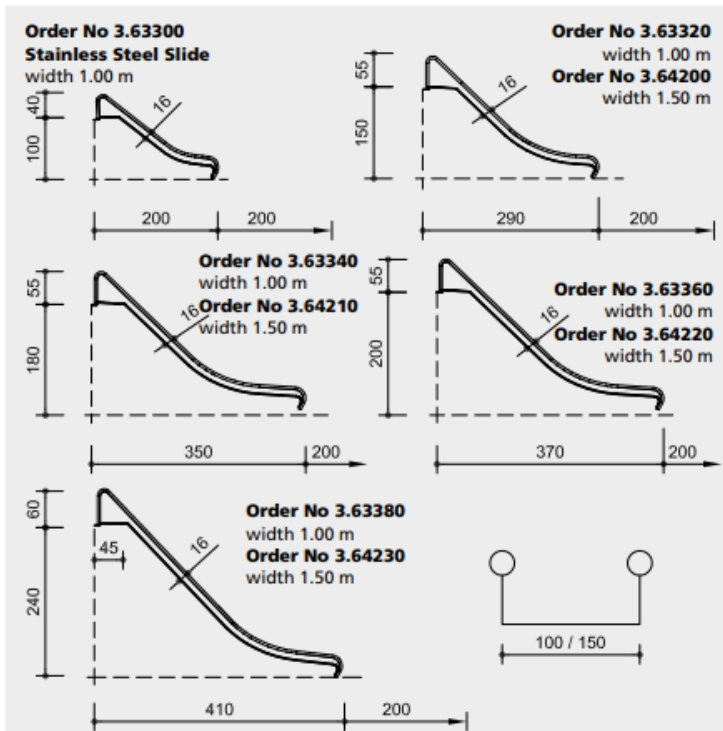 Order No 3.63300
Stainless Steel Slide
width 1.00 m
40
100
16
200
200
Order No 3.63320
width 1.00 m
Order No 3.64200
width 1.50 m
55
150
16
290
200
Order No 3.63340
width 1.00 m
Order No 3.64210
width 1.50 m
55
180
16
350
200
Order No 3.63360
width 1.00 m
Order No 3.64220
width 1.50 m
55
200
16
370
200
Order No 3.63380
width 1.00 m
Order No 3.64230
width 1.50 m
60
45
240
16
410
200
100 / 150